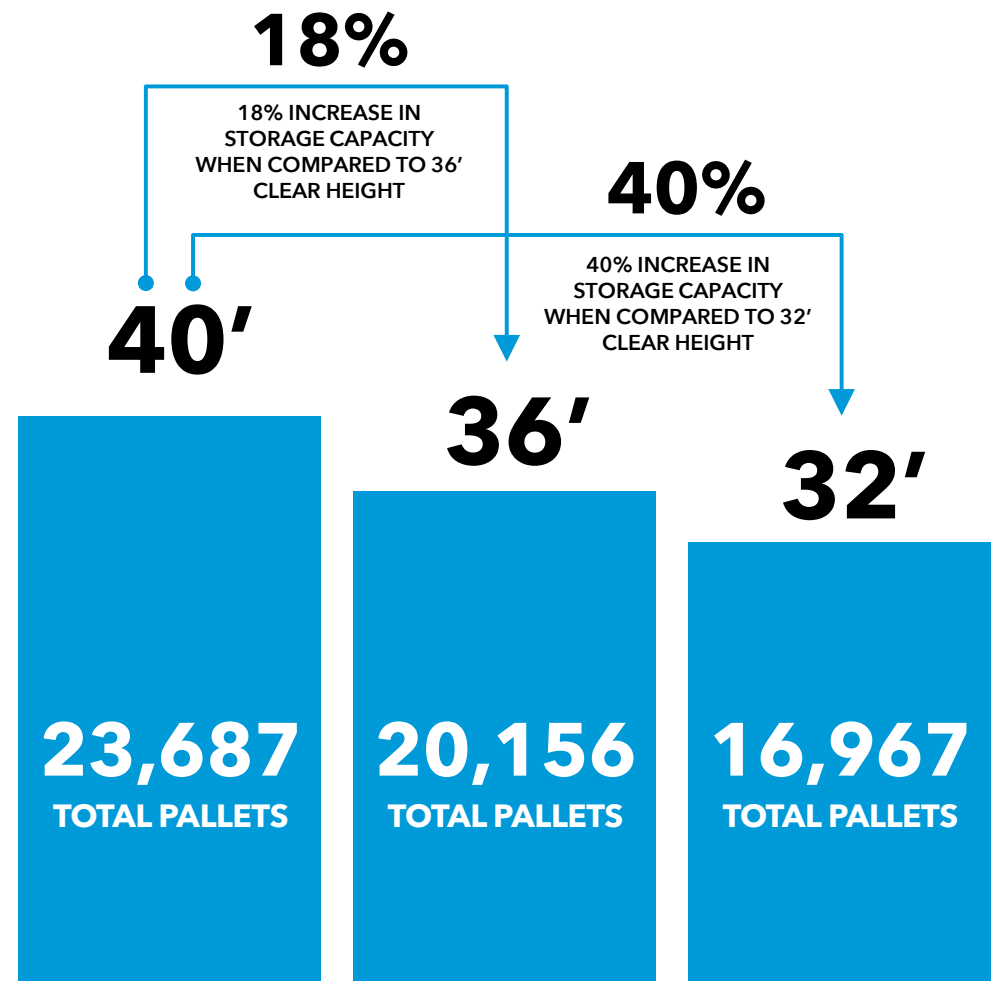 18%
18% INCREASE IN
STORAGE CAPACITY
WHEN COMPARED TO 36′
CLEAR HEIGHT
40%
40% INCREASE IN
STORAGE CAPACITY
WHEN COMPARED TO 32′
CLEAR HEIGHT
40′
36′
32′
23,687
TOTAL PALLETS
20,156
TOTAL PALLETS
16,967
TOTAL PALLETS